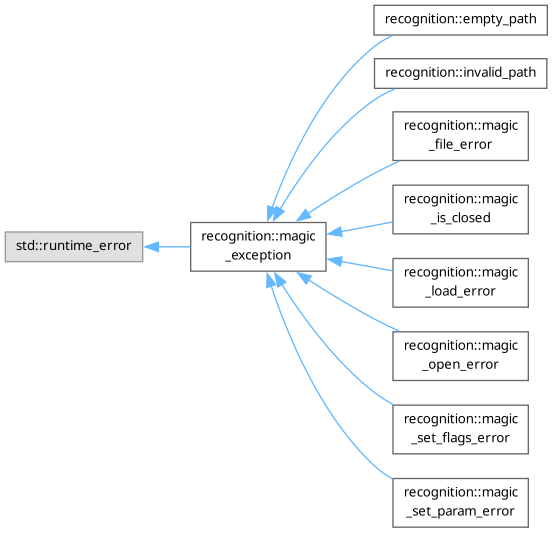 recognition::empty_path
recognition::invalid_path
recognition::magic
_file_error
recognition::magic
_is_closed
std::runtime_error
recognition::magic
_exception
recognition::magic
_load_error
recognition::magic
_open_error
recognition::magic
_set_flags_error
recognition::magic
_set_param_error